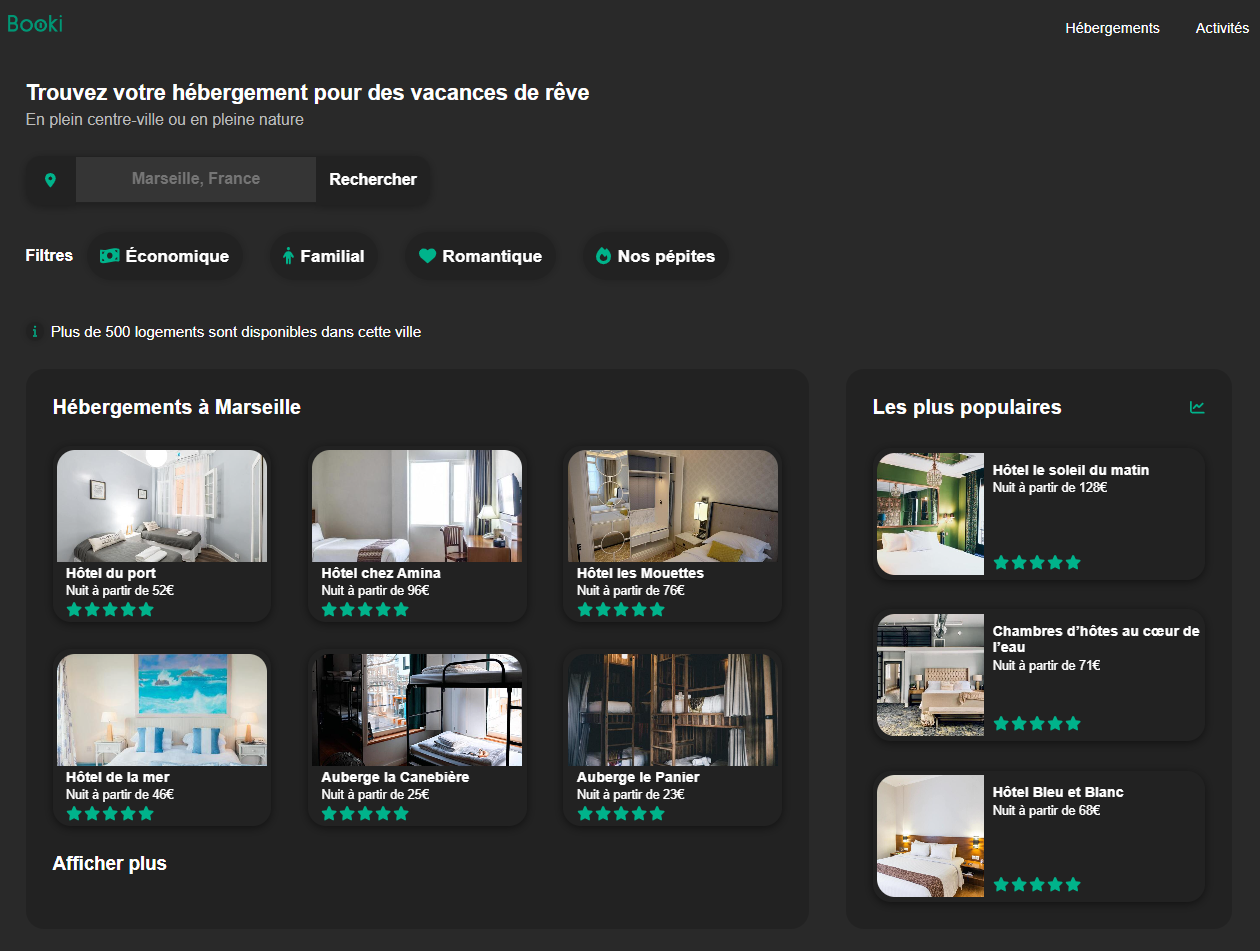 Booki
Hébergements
Activités
Trouvez votre hébergement pour des vacances de rêve
En plein centre-ville ou en pleine nature
Marseille, France
Rechercher
Filtres
Économique
Familial
Romantique
Nos pépites
Plus de 500 logements sont disponibles dans cette ville
Hébergements à Marseille
Hôtel du port
Nuit à partir de 52€
Hôtel chez Amina
Nuit à partir de 96€
Hôtel les Mouettes
Nuit à partir de 76€
Hôtel de la mer
Nuit à partir de 46€
Auberge la Canebière
Nuit à partir de 25€
Auberge le Panier
Nuit à partir de 23€
Afficher plus
Les plus populaires
Hôtel le soleil du matin
Nuit à partir de 128€
Chambres d’hôtes au cœur de
l’eau
Nuit à partir de 71€
Hôtel Bleu et Blanc
Nuit à partir de 68€